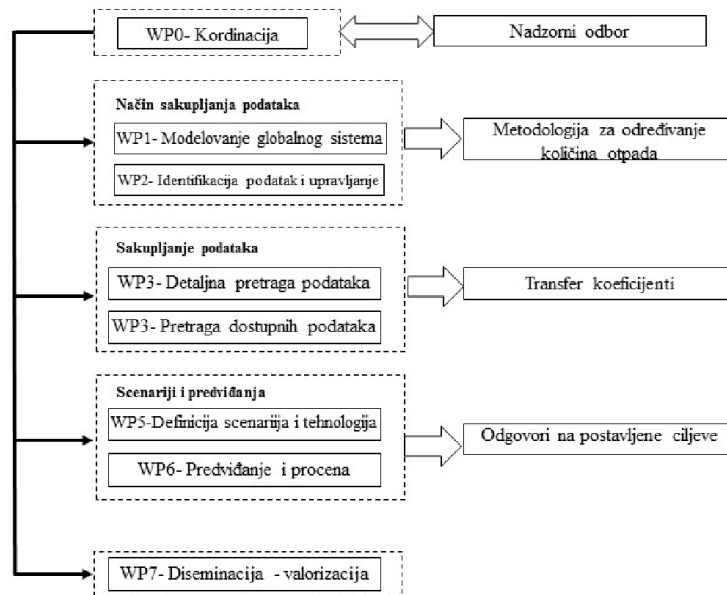 WP0- Kordinacija
Nadzorni odbor
Način sakupljanja podataka
WP1- Modelovanje globalnog sistema
WP2- Identifikacija podatak i upravljanje
Metodologija za određivanje
količina otpada
Sakupljanje podataka
WP3- Detaljna pretraga podataka
WP3- Pretraga dostupnih podataka
Transfer koeficijenti
Scenariji i predviđanja
WP5-Definicija scenariija i tehnologija
WP6- Predviđanje i procena
Odgovori na postavljene ciljeve
WP7- Diseminacija - valorizacija